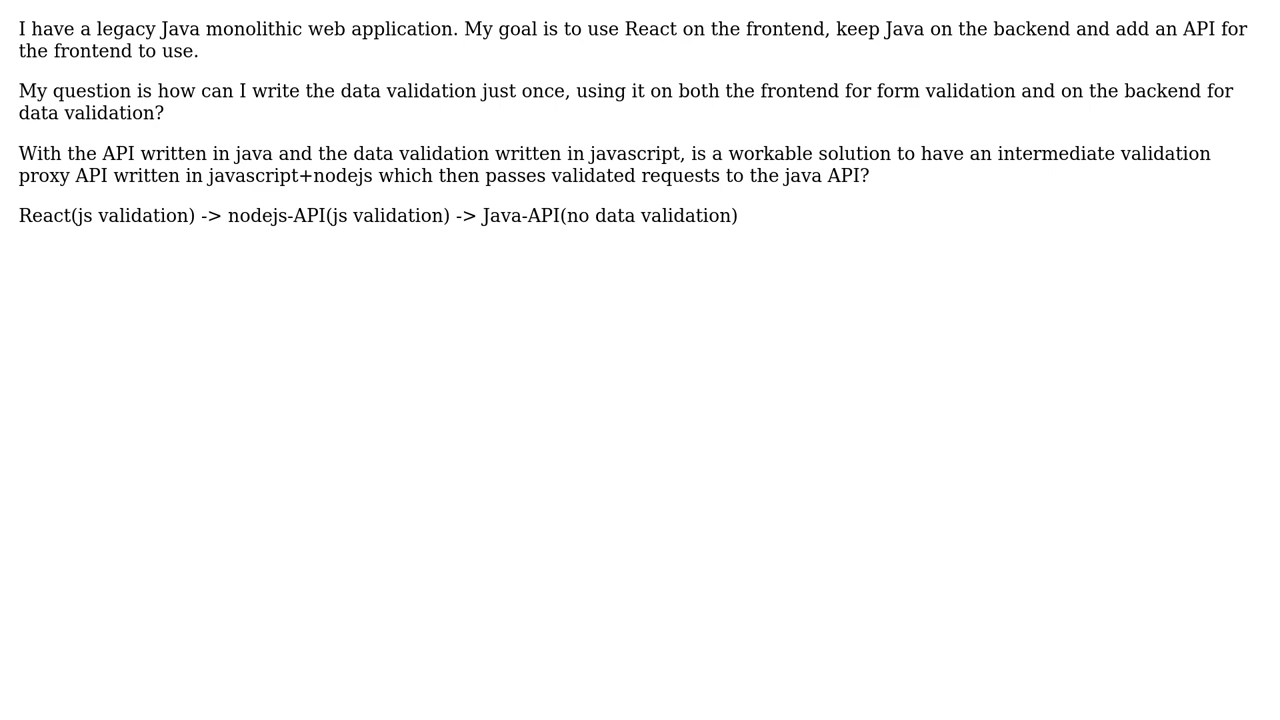 I have a legacy Java monolithic web application. My goal is to use React on the frontend, keep Java on the backend and add an API for
the frontend to use.
My question is how can I write the data validation just once, using it on both the frontend for form validation and on the backend for
data validation?
With the API written in java and the data validation written in javascript, is a workable solution to have an intermediate validation
proxy API written in javascript+nodejs which then passes validated requests to the java API?
React(js validation) -> nodejs-API(js validation) -> Java-API(no data validation)